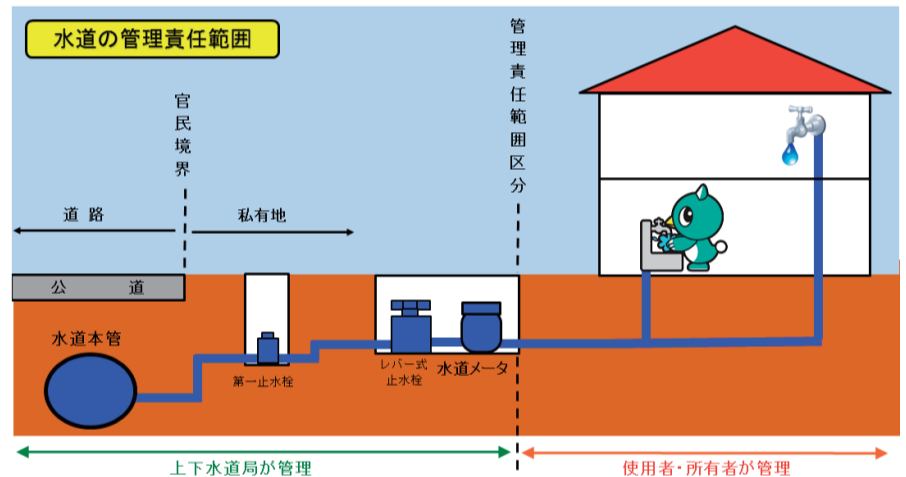 水道の管理責任範囲
管理責任範囲区分
官民境界
道路
私有地
公道
水道本管
第一止水栓
レバー式
止水栓
水道メータ
上下水道局が管理
使用者・所有者が管理